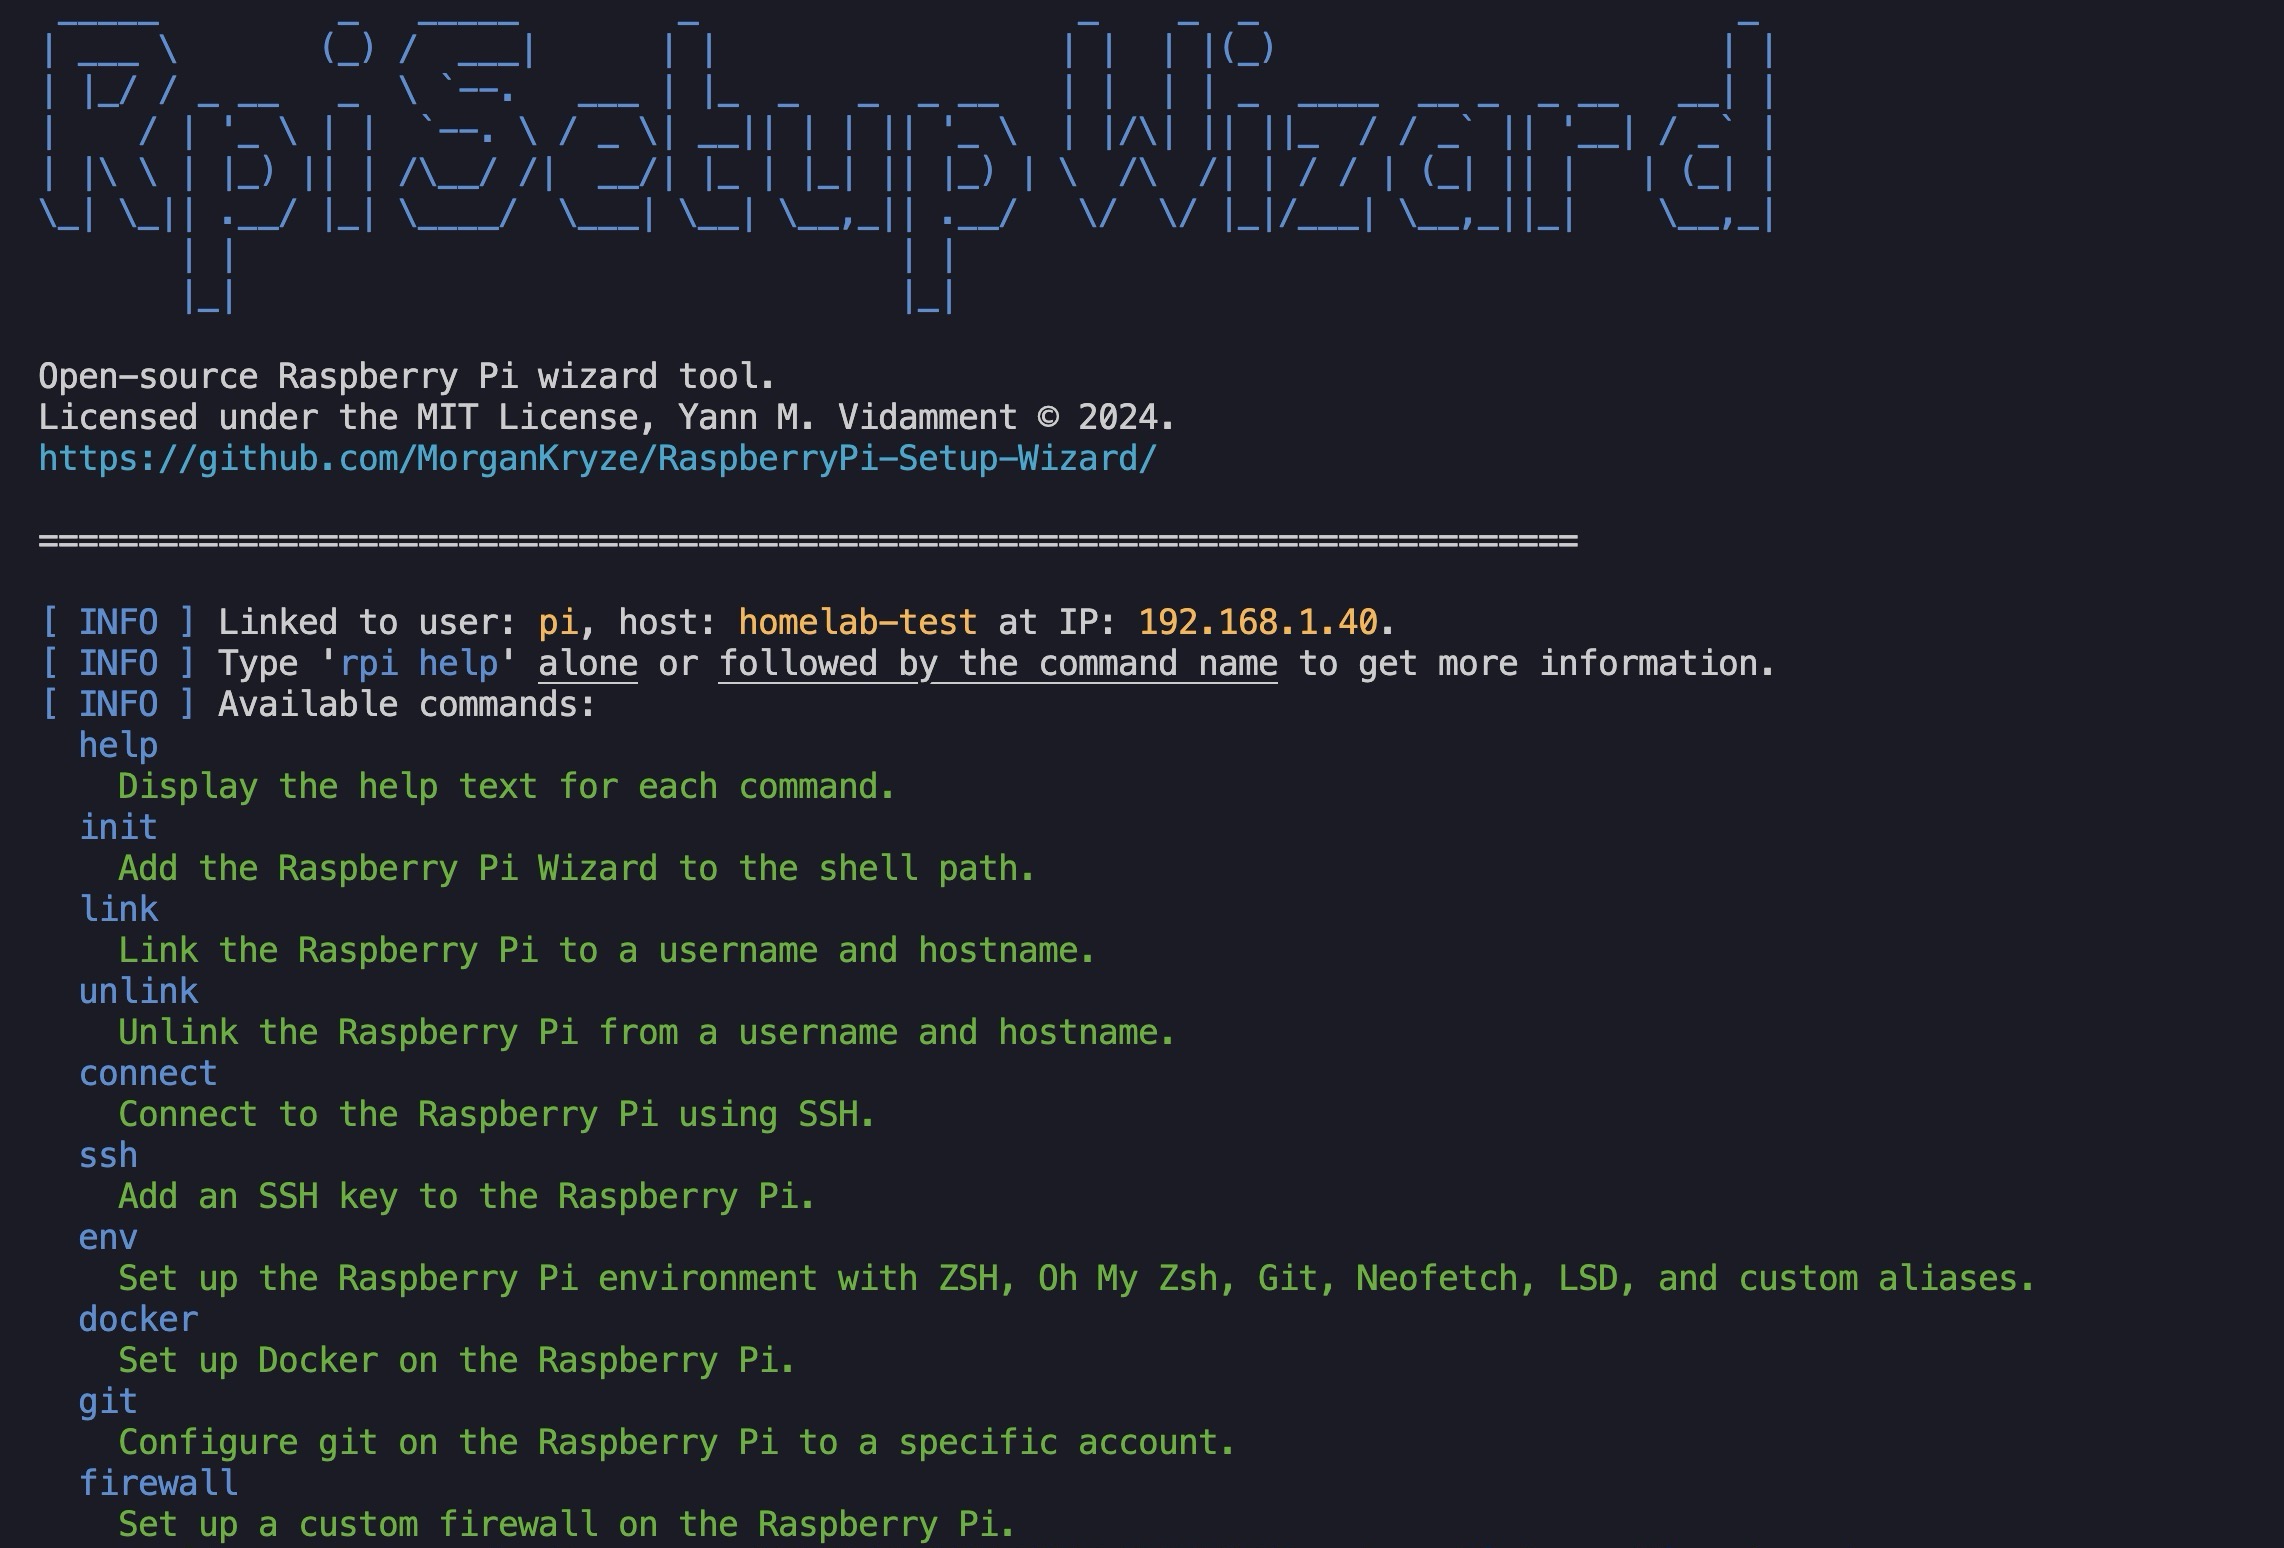 RpiSetup Wizard
Open-source Raspberry Pi wizard tool.
Licensed under the MIT License, Yann M. Vidamment © 2024.
https://github.com/MorganKryze/RaspberryPi-Setup-Wizard/
=============================================================================
[ INFO ] Linked to user: pi, host: homelab-test at IP: 192.168.1.40.
[ INFO ] Type 'rpi help' alone or followed by the command name to get more information.
[ INFO ] Available commands:
help
Display the help text for each command.
init
Add the Raspberry Pi Wizard to the shell path.
link
Link the Raspberry Pi to a username and hostname.
unlink
Unlink the Raspberry Pi from a username and hostname.
connect
Connect to the Raspberry Pi using SSH.
ssh
Add an SSH key to the Raspberry Pi.
env
Set up the Raspberry Pi environment with ZSH, Oh My Zsh, Git, Neofetch, LSD, and custom aliases.
docker
Set up Docker on the Raspberry Pi.
git
Configure git on the Raspberry Pi to a specific account.
firewall
Set up a custom firewall on the Raspberry Pi.